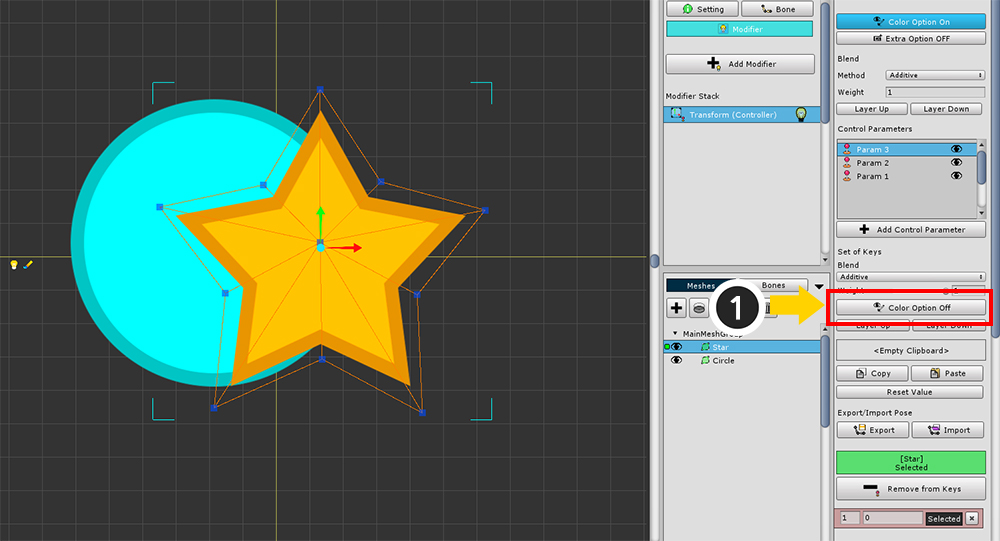 Setting
Bone
Modifier
Add Modifier
Modifier Stack
Transform (Controller)
Meshes
Bones
1
MainMeshGroup
Star
Circle
Color Option On
Extra Option OFF
Blend
Method
Additive
Weight
1
Layer Up
Layer Down
Control Parameters
Param 3
Param 2
Param 1
Add Control Parameter
Set of Keys
Blend
Additive
Color Option Off
Layer Up
Layer Down
<Empty Clipboard>
Copy
Paste
Reset Value
Export/Import Pose
Export
Import
[Star]
Selected
Remove from Keys
1
0
Selected